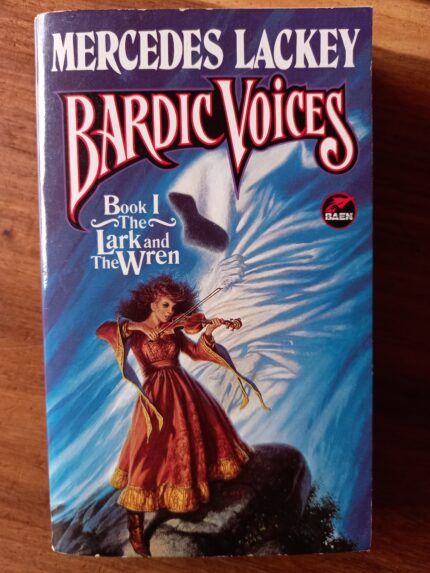 MERCEDES LACKEY
BARDIC VOICES
Book I
The
Lark and
The Wren
BAEN